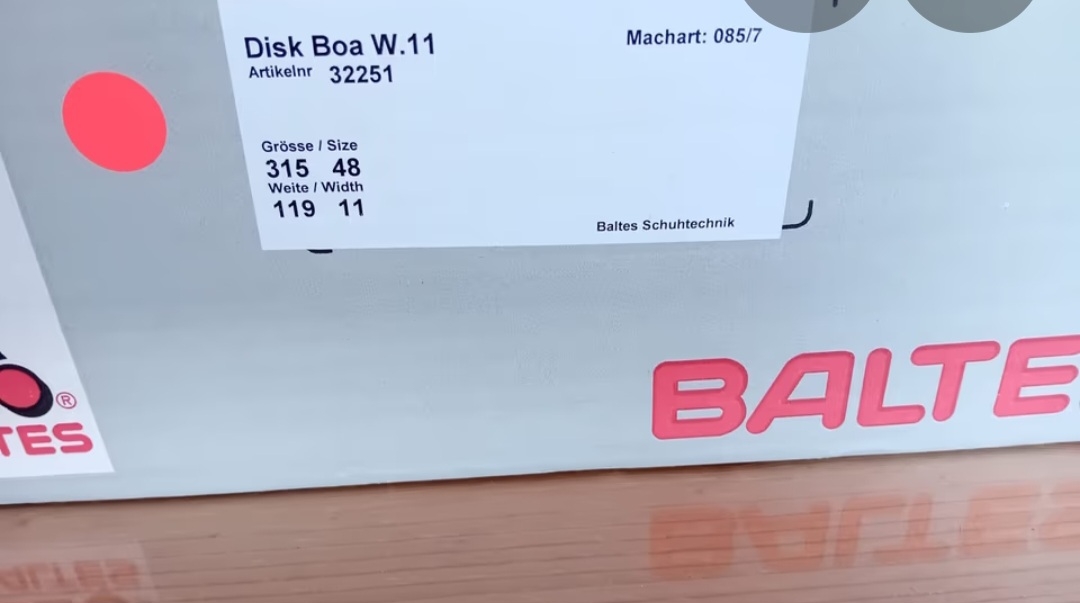 Disk Boa W.11
Machart: 085/7
Artikelnr 32251
Grösse / Size
315 48
Weite / Width
119 11
Baltes Schuhtechnik
®
TES
BALTE